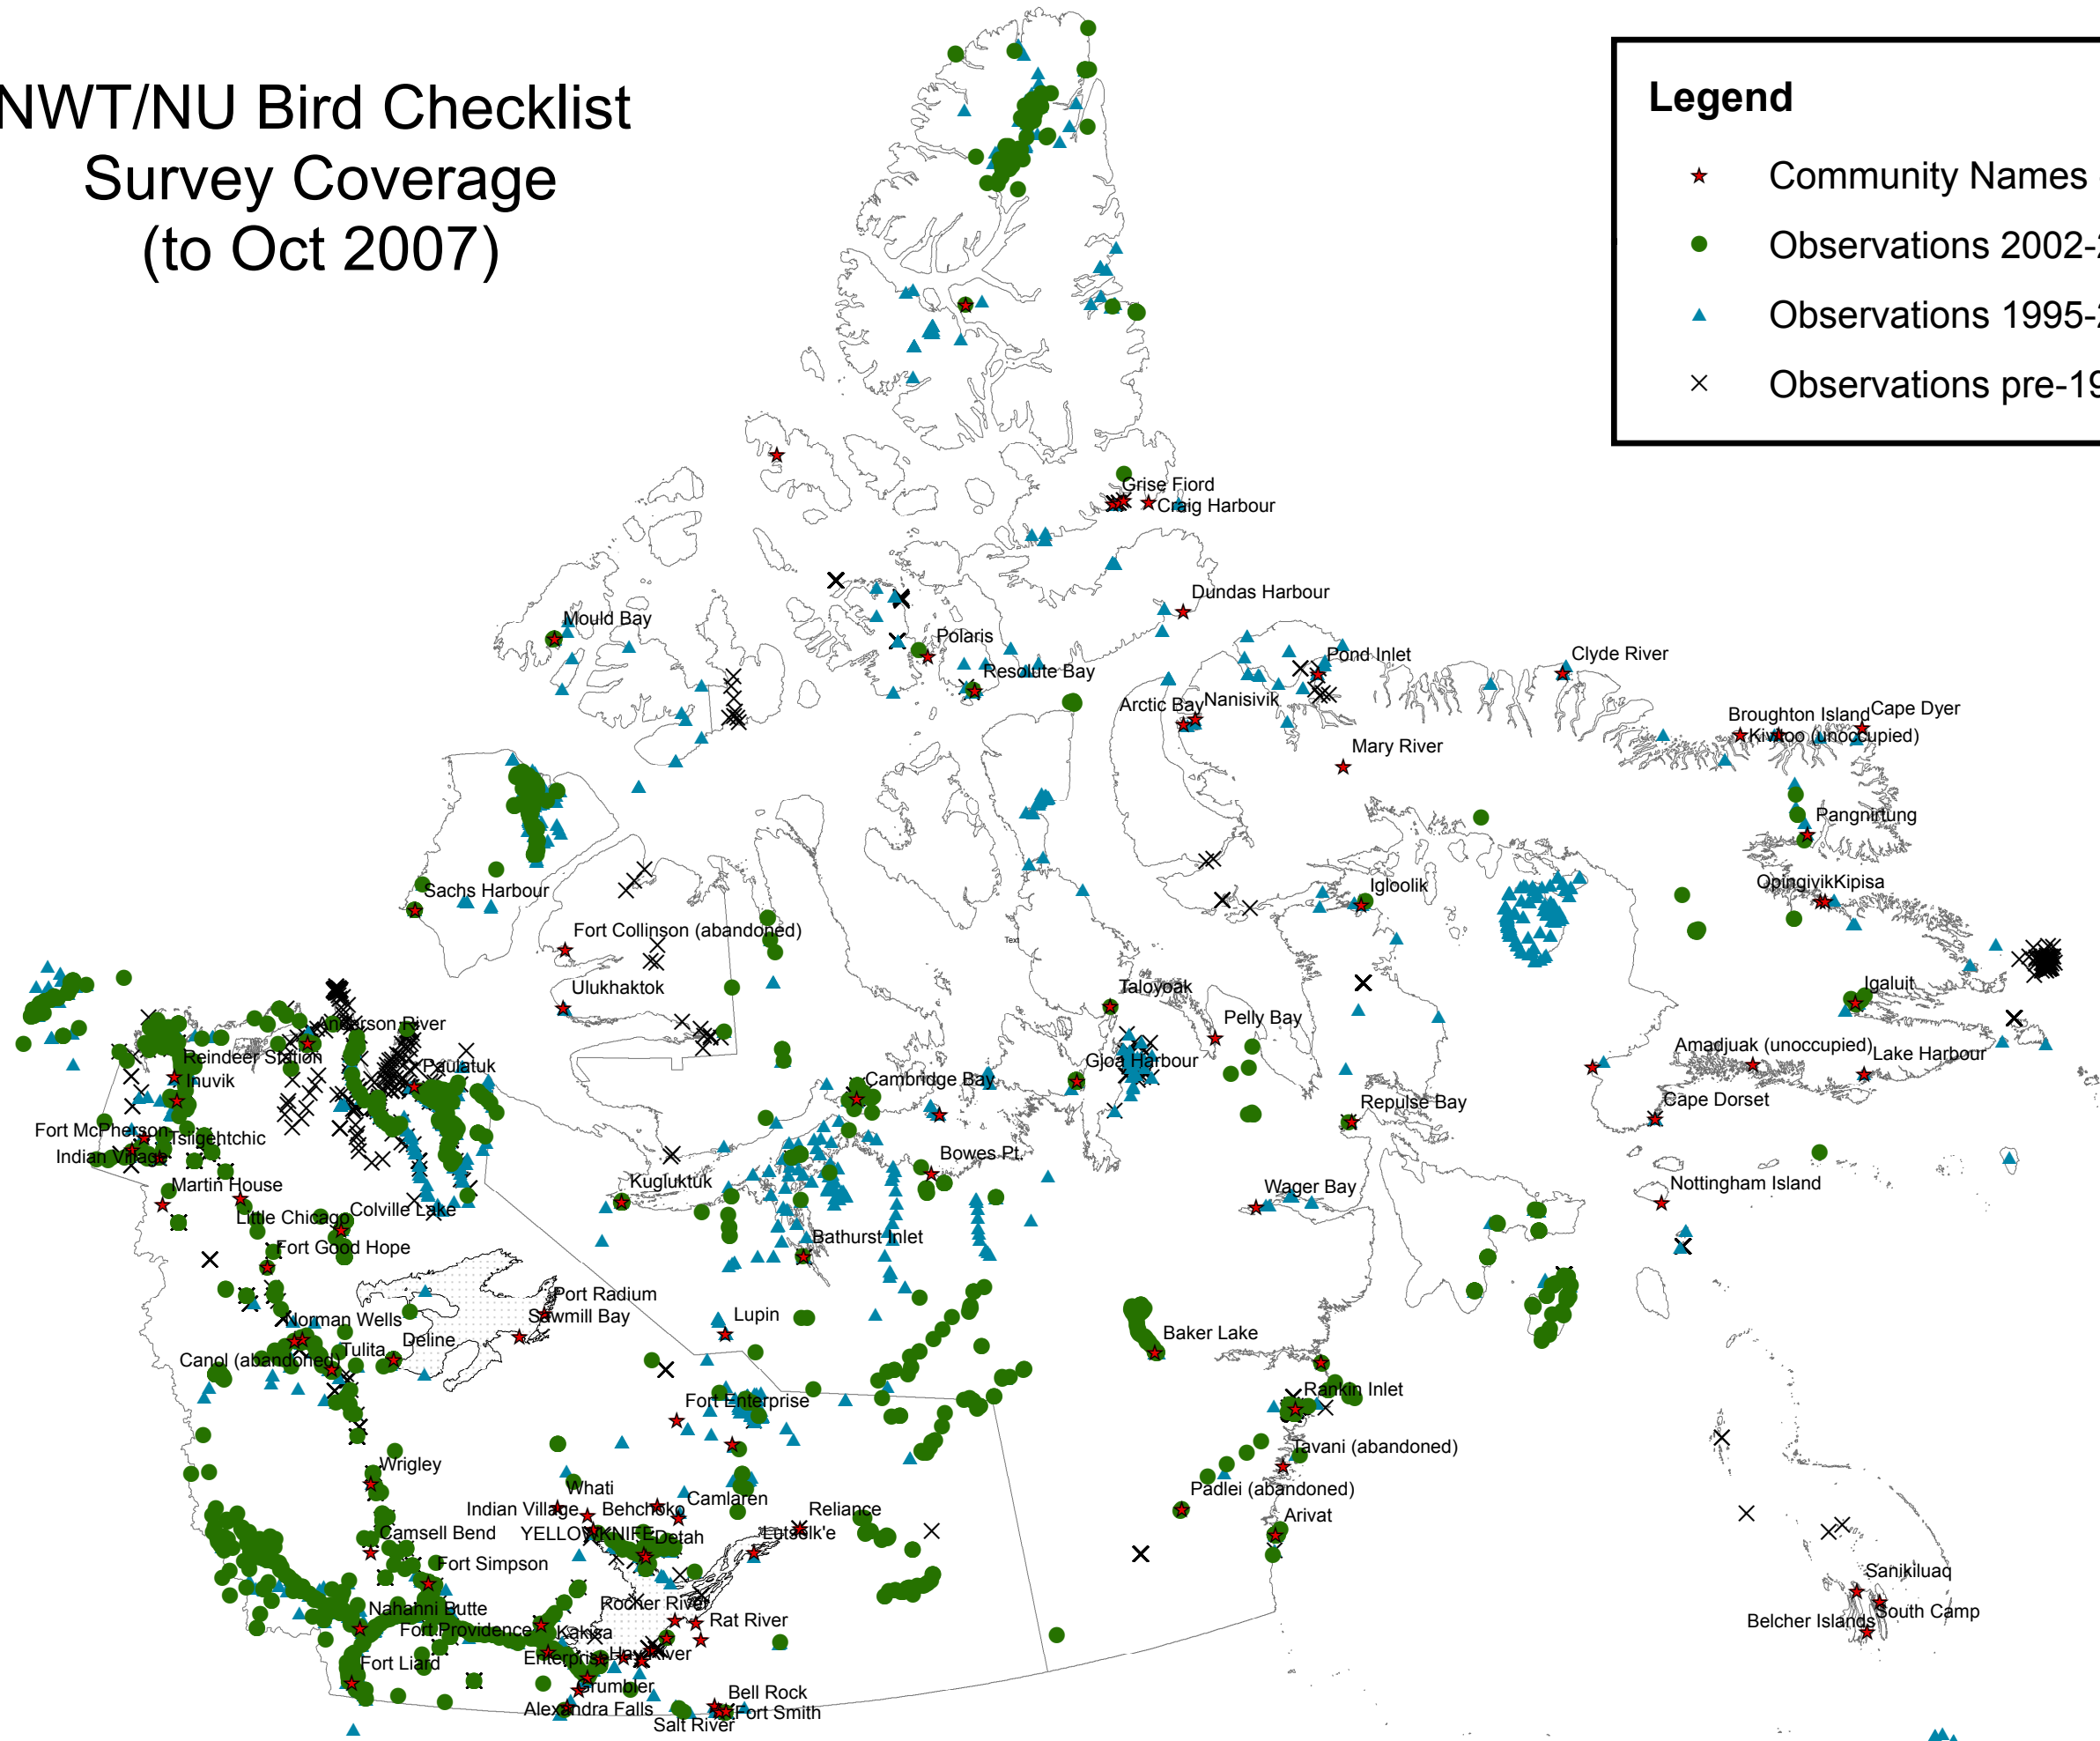 NWT/NU Bird Checklist
Survey Coverage
(to Oct 2007)
Legend
Community Names
Observations 2002-
Observations 1995-
Observations pre-19
Grise Fiord
Craig Harbour
Dundas Harbour
Mould Bay
Polaris
Resolute Bay
Pond Inlet
Clyde River
Arctic Bay
Nanisivik
Broughton Island
Cape Dyer
Kivitoo (unoccupied)
Mary River
Pangnirtung
Sachs Harbour
Igloolik
Opingivik
Kipisa
Fort Collinson (abandoned)
Text
Ulukhaktok
Taloyoak
Igaluit
Anderson River
Pelly Bay
Reindeer Station
Paulatuk
Gjoa Harbour
Amadjuak (unoccupied)
Lake Harbour
Inuvik
Cambridge Bay
Repulse Bay
Cape Dorset
Fort McPherson
Tsiigehtchic
Indian Village
Bowes Pt.
Martin House
Kugluktuk
Wager Bay
Nottingham Island
Little Chicago
Colville Lake
Fort Good Hope
Bathurst Inlet
Port Radium
Sawmill Bay
Norman Wells
Lupin
Baker Lake
Canol (abandoned)
Tulita
Deline
Fort Enterprise
Rankin Inlet
Tavani (abandoned)
Wrigley
Whati
Padlei (abandoned)
Indian Village
Behchoko
Camlaren
Reliance
Arivat
Camsell Bend
YELLOWKNIFE
Detah
Lutselk'e
Fort Simpson
Sanikiluaq
Nahanni Butte
Rocher River
Rat River
South Camp
Belcher Islands
Fort Providence
Kakisa
Enterprise
Hay River
Fort Liard
Grumbler
Bell Rock
Alexandra Falls
Fort Smith
Salt River